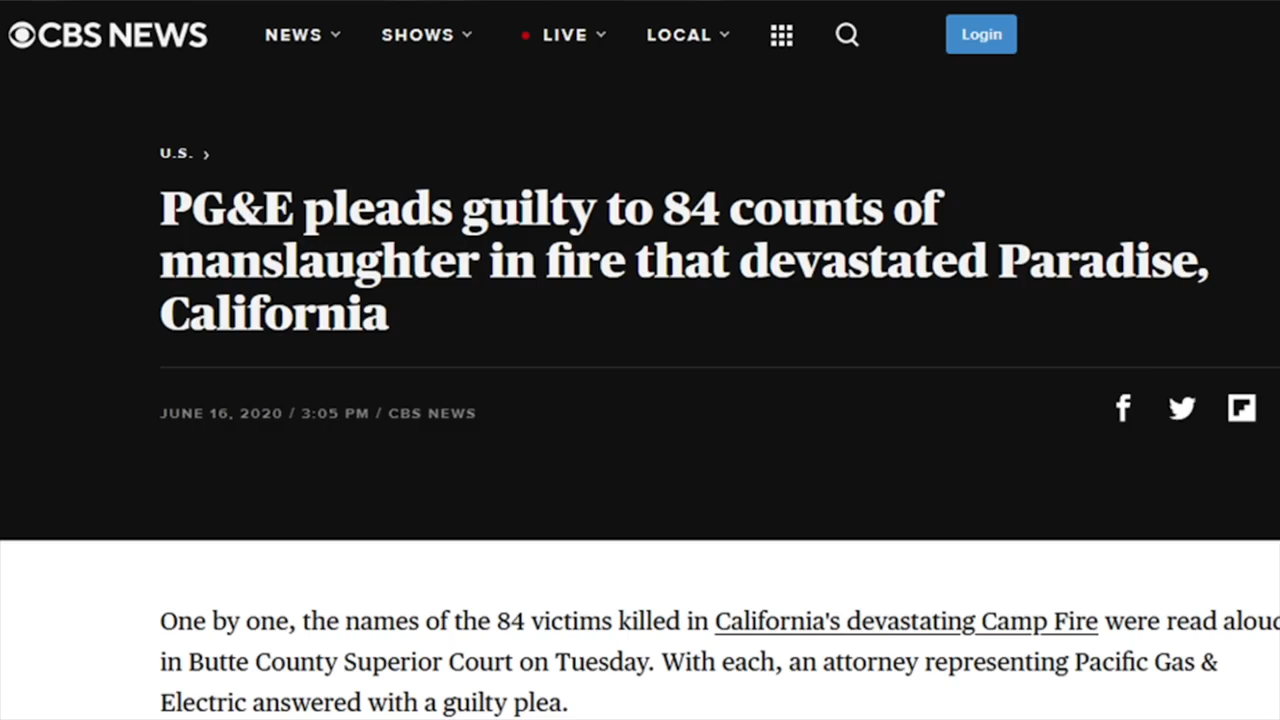 CBS NEWS NEWS SHOWS LIVE LOCAL Login
U.S. ›
PG&E pleads guilty to 84 counts of
manslaughter in fire that devastated Paradise,
California
JUNE 16, 2020 / 3:05 PM / CBS NEWS
One by one, the names of the 84 victims killed in California's devastating Camp Fire were read aloud
in Butte County Superior Court on Tuesday. With each, an attorney representing Pacific Gas &
Electric answered with a guilty plea.